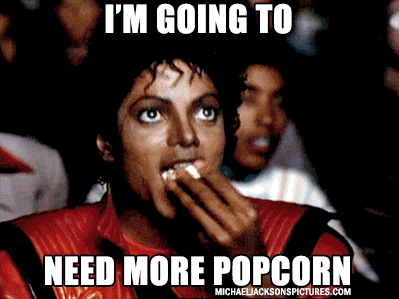 I'M GOING TO
NEED MORE POPCORN
MICHAELJACKSONSPICTURES.COM